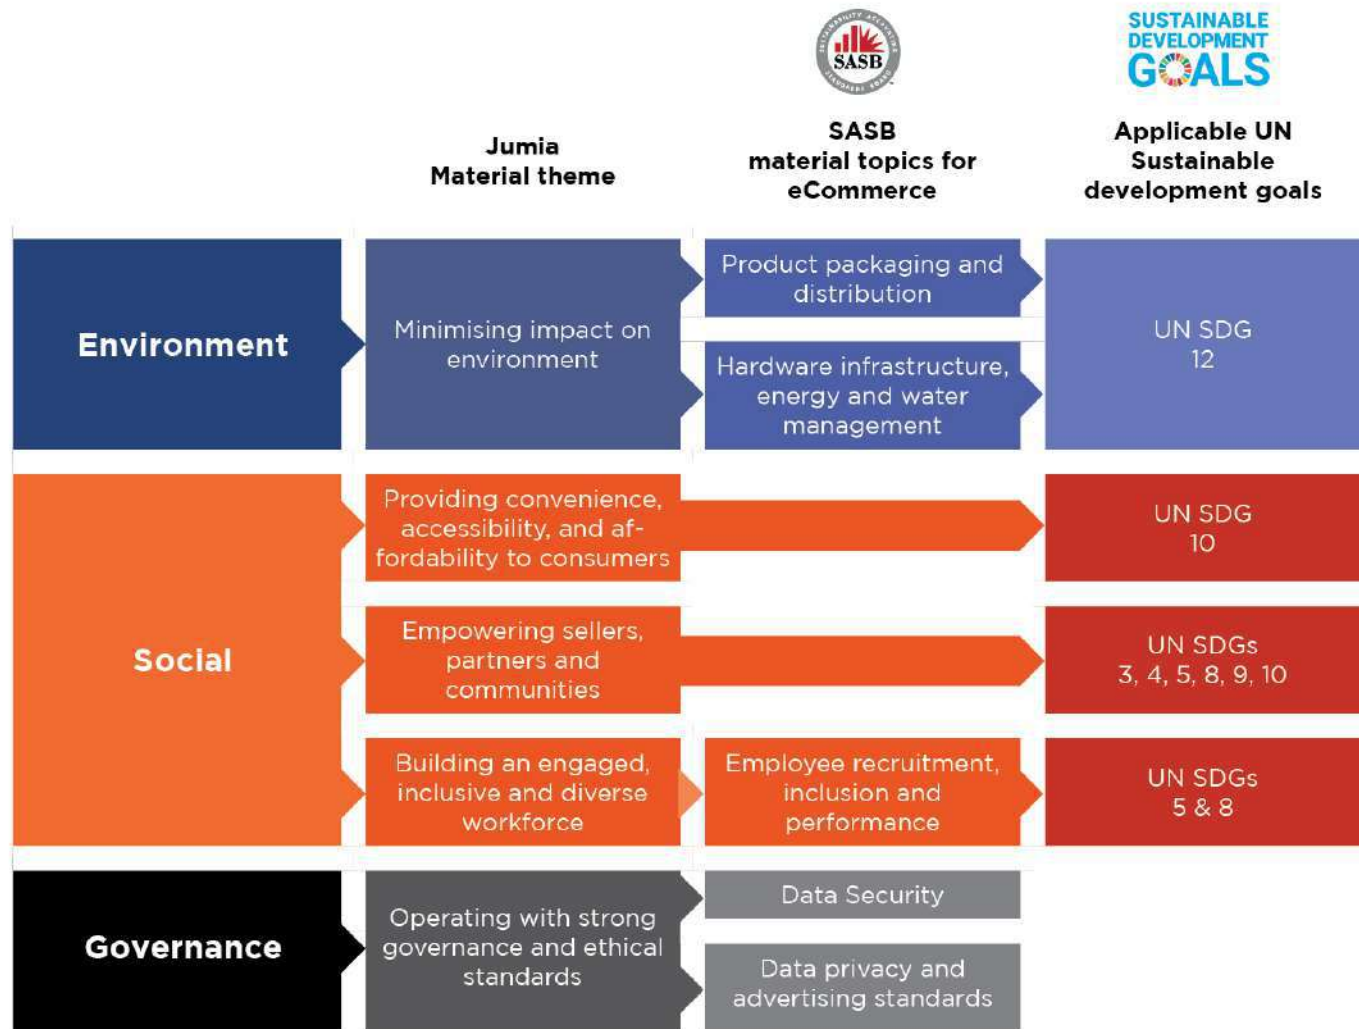 SUSTAINABILITY ACCOUNTING
SASB
STANDARDS BOARD
SUSTAINABLE
DEVELOPMENT
GOALS
Jumia
Material theme
SASB
material topics for
eCommerce
Applicable UN
Sustainable
development goals
Environment
Minimising impact on
environment
Product packaging and
distribution
Hardware infrastructure,
energy and water
management
UN SDG
12
Social
Providing convenience,
accessibility, and af-
fordability to consumers
UN SDG
10
Empowering sellers,
partners and
communities
UN SDGs
3, 4, 5, 8, 9, 10
Building an engaged,
inclusive and diverse
workforce
Employee recruitment,
inclusion and
performance
UN SDGs
5 & 8
Governance
Operating with strong
governance and ethical
standards
Data Security
Data privacy and
advertising standards